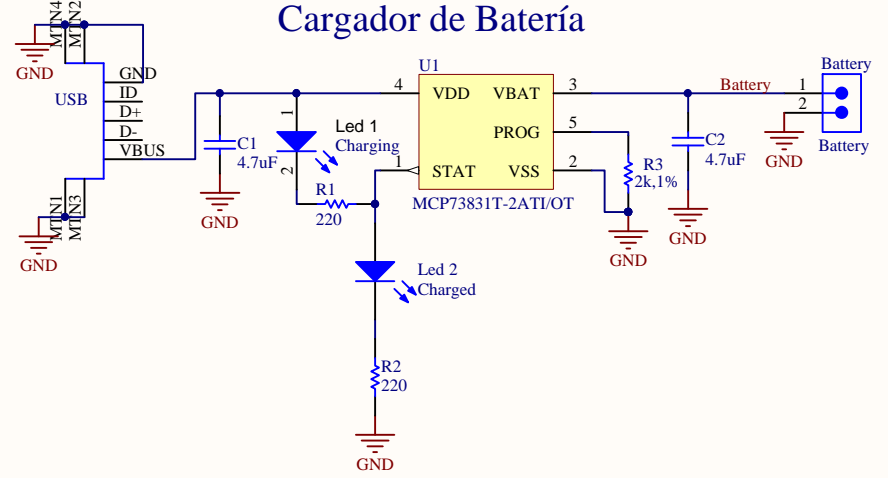 Cargador de Batería
MTN4
MTN2
GND
GND
USB
ID
D+
D-
VBUS
MTN1
MTN3
GND
C1
4.7uF
GND
1
Led 1
Charging
2
R1
220
U1
4
VDD
VBAT
3
PROG
5
1
STAT
VSS
2
MCP73831T-2ATI/OT
R3
2k,1%
GND
Battery
C2
4.7uF
GND
Battery
1
2
GND
Battery
Led 2
Charged
R2
220
GND